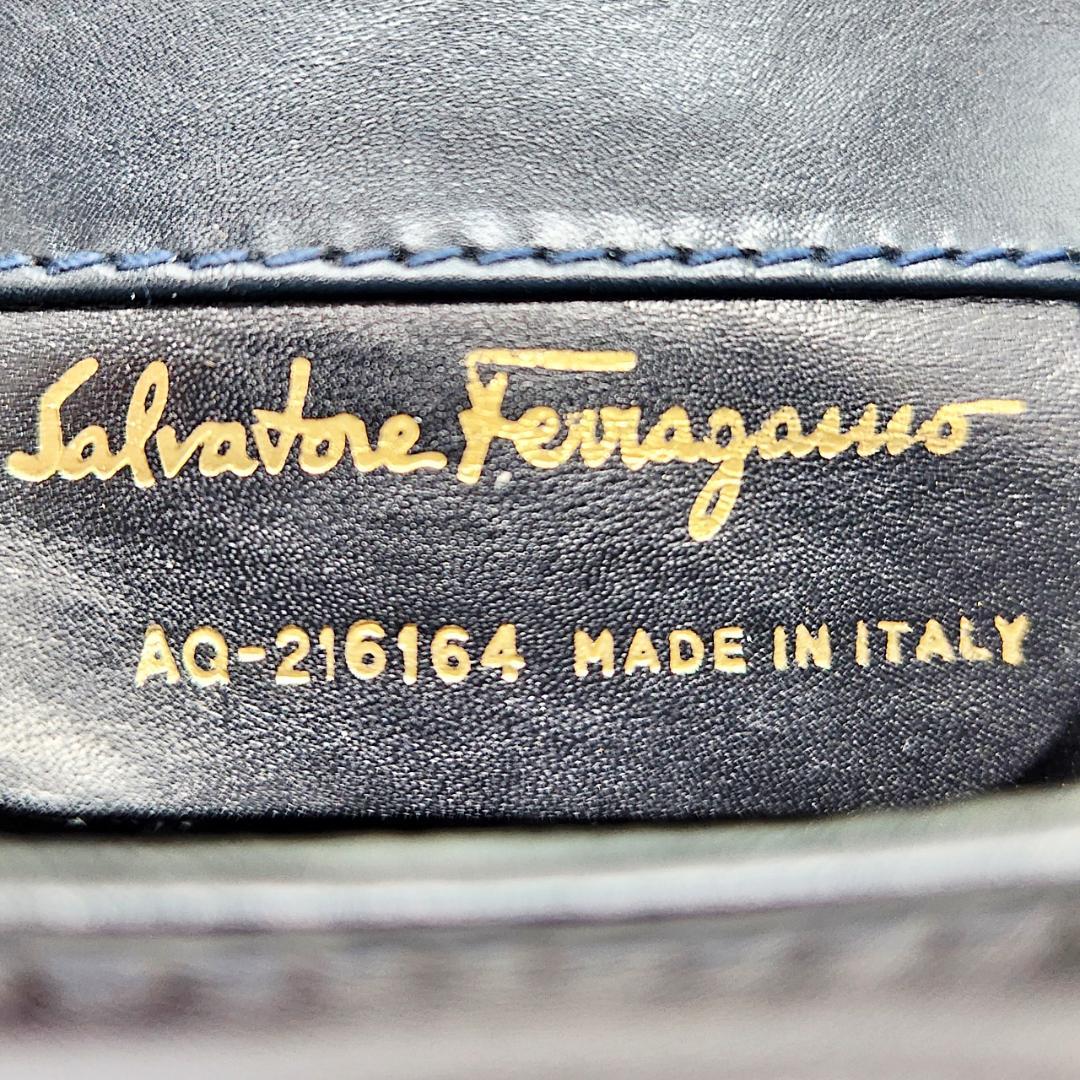 Salvatore Ferragamo
AQ-216164 MADE IN ITALY